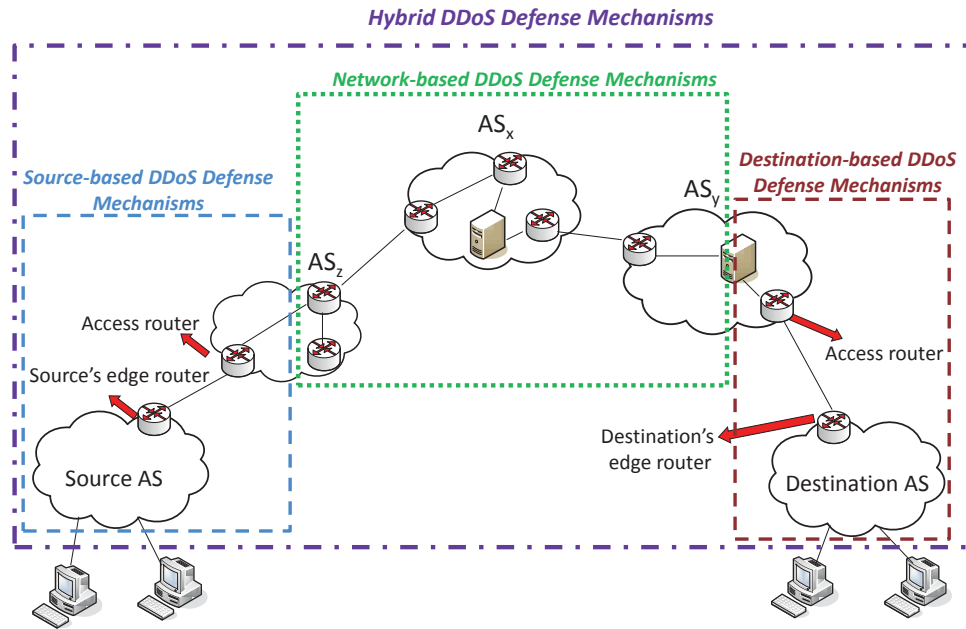 Hybrid DDoS Defense Mechanisms
Network-based DDoS Defense Mechanisms
ASx
Destination-based DDoS
Defense Mechanisms
Source-based DDoS Defense
Mechanisms
ASy
ASz
Access router
Access router
Source's edge router
Destination's
edge router
Source AS
Destination AS